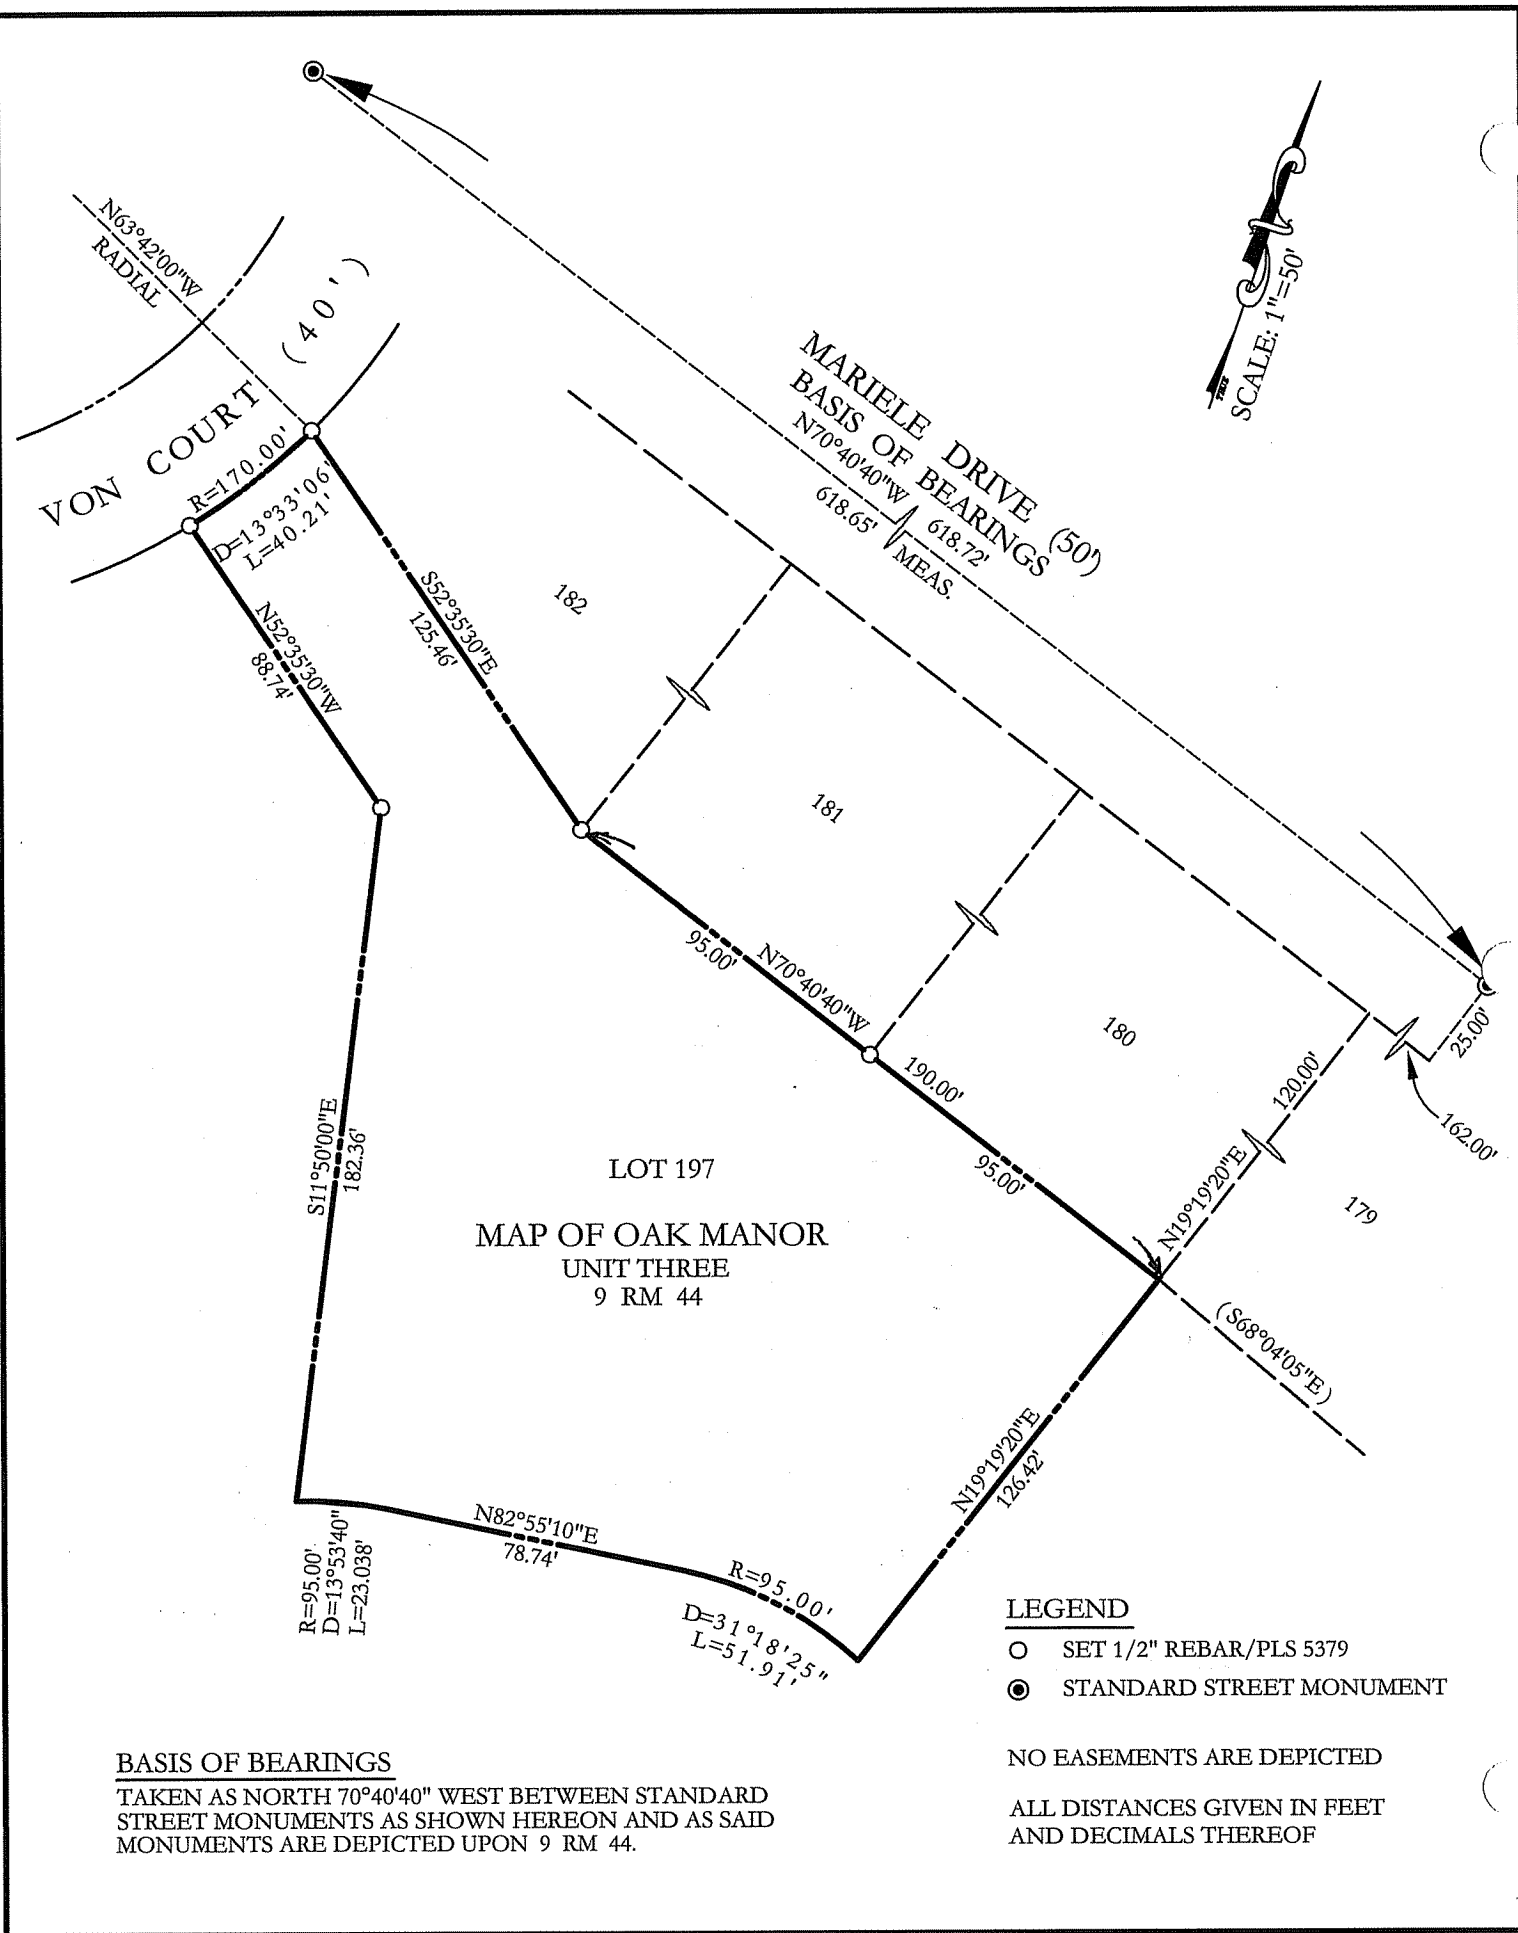 N63°42'00"W
RADIAL
(40')
VON COURT
R=170.00'
D=13°33'06"
L=40.21'
SCALE: 1"=50'
MARIELE DRIVE (50')
BASIS OF BEARINGS
N70°40'40"W
618.65'
618.72'
MEAS.
182
S52°35'30"E
125.46'
N52°35'30"W
88.74'
181
95.00'
N70°40'40"W
180
190.00'
95.00'
120.00'
N19°19'20"E
25.00'
162.00'
179
(S68°04'05"E)
S11°50'00"E
182.36'
LOT 197
MAP OF OAK MANOR
UNIT THREE
9 RM 44
N19°19'20"E
126.42'
N82°55'10"E
78.74'
R=95.00'
D=13°53'40"
L=23.038'
R=95.00'
D=31°18'25"
L=51.91'
LEGEND
SET 1/2" REBAR/PLS 5379
STANDARD STREET MONUMENT
NO EASEMENTS ARE DEPICTED
ALL DISTANCES GIVEN IN FEET
AND DECIMALS THEREOF
BASIS OF BEARINGS
TAKEN AS NORTH 70°40'40" WEST BETWEEN STANDARD
STREET MONUMENTS AS SHOWN HEREON AND AS SAID
MONUMENTS ARE DEPICTED UPON 9 RM 44.